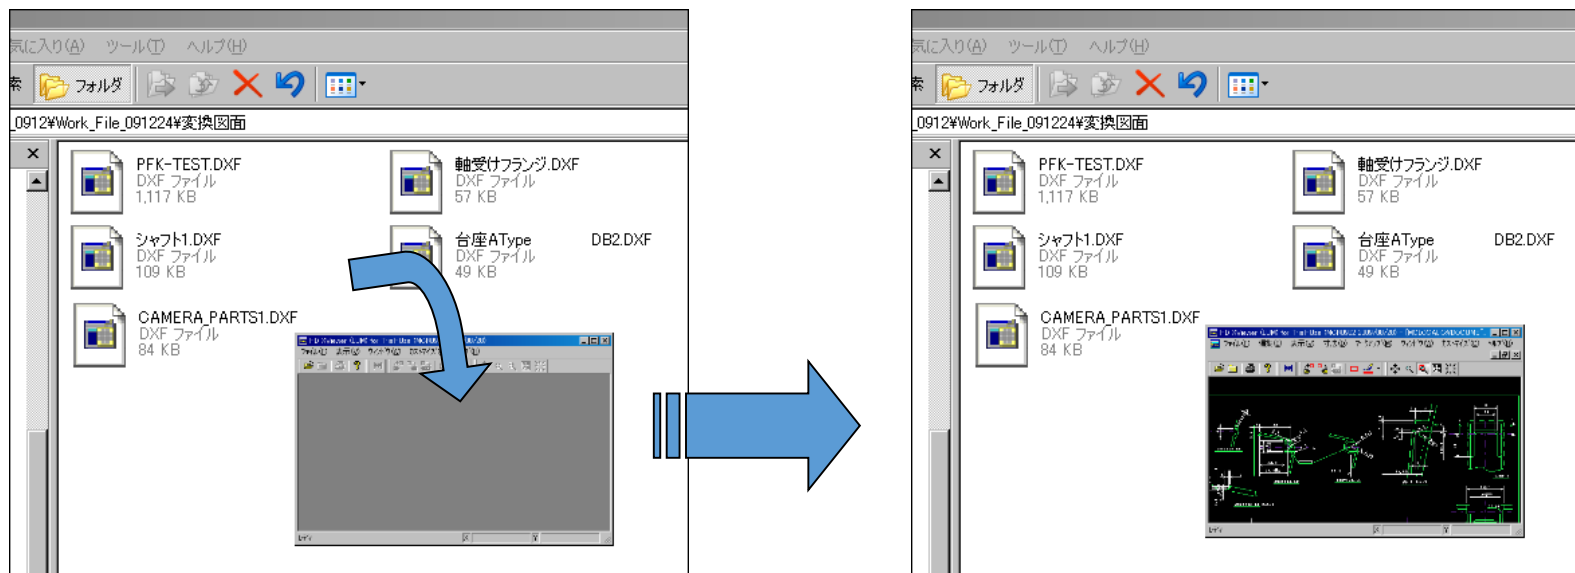 気に入り(A) ツール(T) ヘルプ(H)
索 フォルダ
_0912¥Work_File_091224¥変換図面
PFK-TEST.DXF
DXF ファイル
1,117 KB
軸受けフランジ.DXF
DXF ファイル
57 KB
シャフト1.DXF
DXF ファイル
109 KB
台座AType DB2.DXF
DXF ファイル
49 KB
CAMERA_PARTS1.DXF
DXF ファイル
84 KB
気に入り(A) ツール(T) ヘルプ(H)
索 フォルダ
_0912¥Work_File_091224¥変換図面
PFK-TEST.DXF
DXF ファイル
1,117 KB
軸受けフランジ.DXF
DXF ファイル
57 KB
シャフト1.DXF
DXF ファイル
109 KB
台座AType DB2.DXF
DXF ファイル
49 KB
CAMERA_PARTS1.DXF
DXF ファイル
84 KB